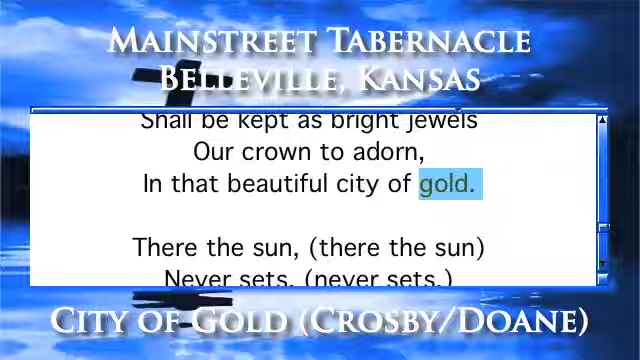 MAINSTREET TABERNACLE
BELLEVILLE, KANSAS
Shall be kept as bright jewels
Our crown to adorn,
In that beautiful city of gold.
There the sun, (there the sun)
Never sets, (never sets,)
CITY OF GOLD (CROSBY/DOANE)